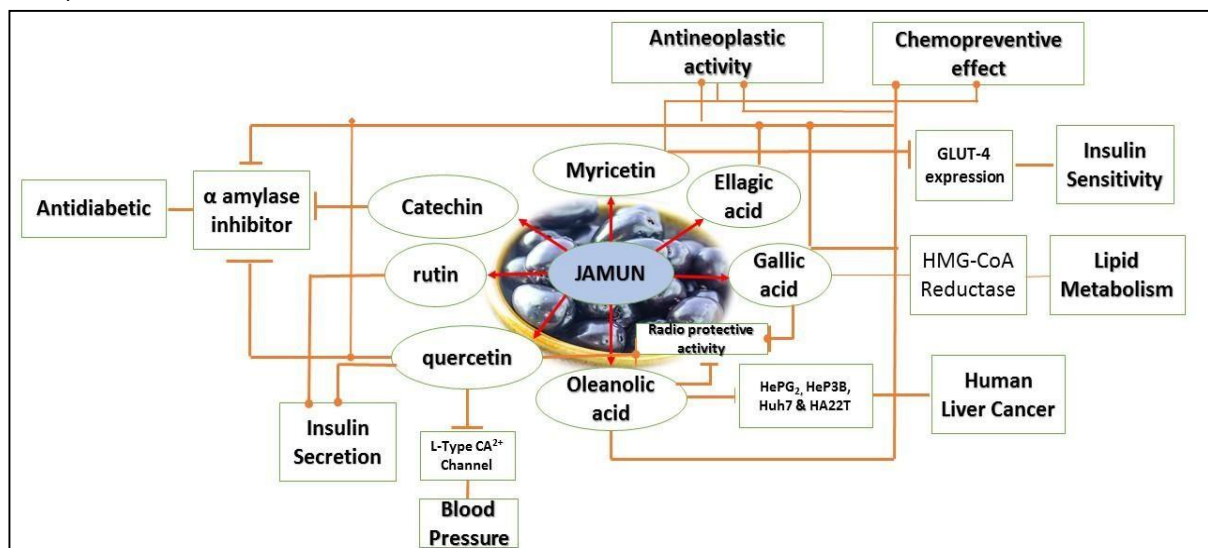 Antineoplastic
activity
Chemopreventive
effect
Myricetin
Ellagic
acid
GLUT-4
expression
Insulin
Sensitivity
Antidiabetic
α amylase
inhibitor
Catechin
rutin
JAMUN
Gallic
acid
HMG-CoA
Reductase
Lipid
Metabolism
Radio protective
activity
quercetin
Oleanolic
acid
HePG₂, HeP3B,
Huh7 & HA22T
Human
Liver Cancer
Insulin
Secretion
L-Type CA²⁺
Channel
Blood
Pressure